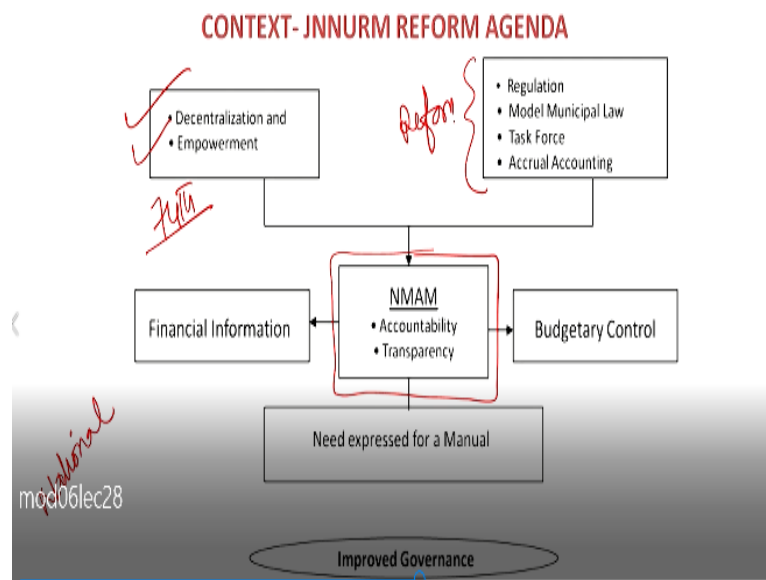 CONTEXT- JNNURM REFORM AGENDA
• Decentralization and
• Empowerment
Reform
• Regulation
• Model Municipal Law
• Task Force
• Accrual Accounting
74th
Financial Information
NMAM
• Accountability
• Transparency
Budgetary Control
Need expressed for a Manual
National
mod06lec28
Improved Governance